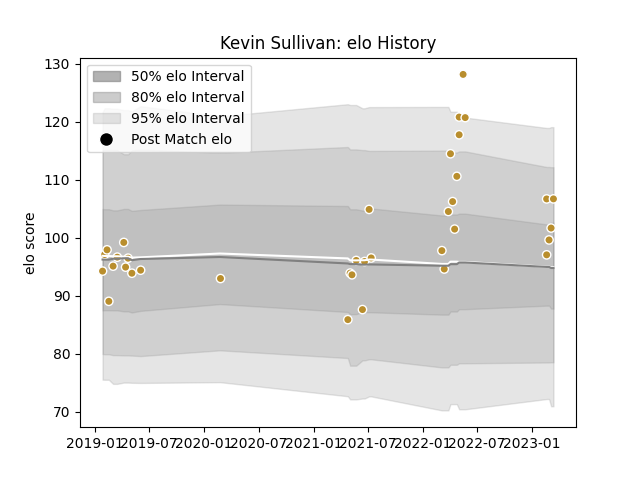 Kevin Sullivan: elo History
130
120
110
100
90
80
70
elo score
50% elo Interval
80% elo Interval
95% elo Interval
Post Match elo
2019-01 2019-07 2020-01 2020-07 2021-01 2021-07 2022-01 2022-07 2023-01